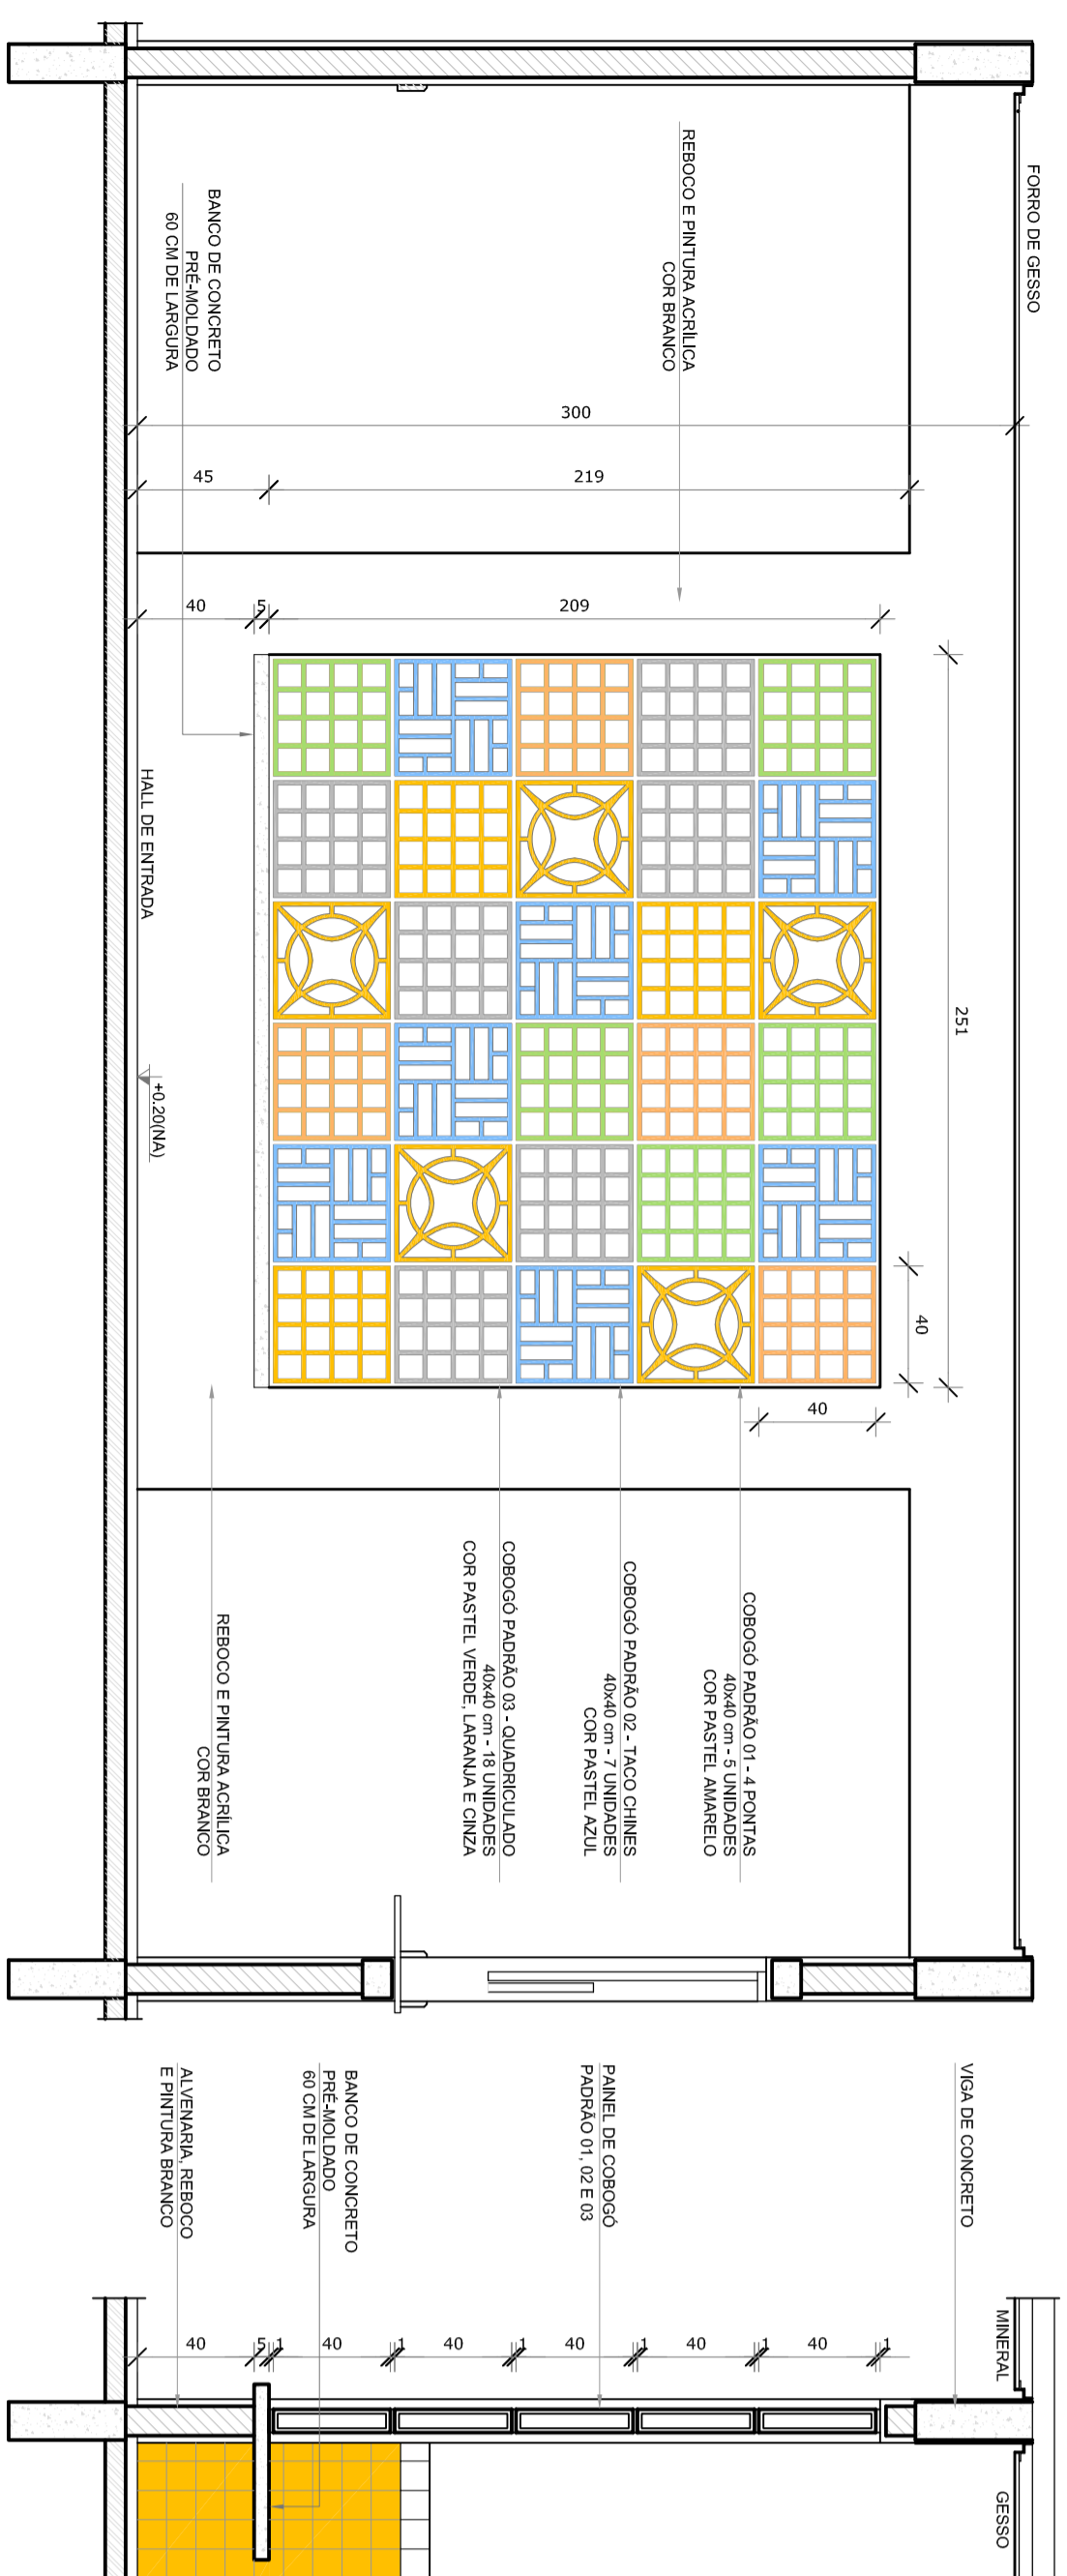 FORRO DE GESSO
REBOCO E PINTURA ACRÍLICA
COR BRANCO
BANCO DE CONCRETO
PRÉ-MOLDADO
60 CM DE LARGURA
300
45
219
40
5
209
251
40
40
HALL DE ENTRADA
+0.20(NA)
COBOGÓ PADRÃO 01 - 4 PONTAS
40x40 cm - 5 UNIDADES
COR PASTEL AMARELO
COBOGÓ PADRÃO 02 - TACO CHINES
40x40 cm - 7 UNIDADES
COR PASTEL AZUL
COBOGÓ PADRÃO 03 - QUADRICULADO
40x40 cm - 18 UNIDADES
COR PASTEL VERDE, LARANJA E CINZA
REBOCO E PINTURA ACRÍLICA
COR BRANCO
VIGA DE CONCRETO
PAINEL DE COBOGÓ
PADRÃO 01, 02 E 03
BANCO DE CONCRETO
PRÉ-MOLDADO
60 CM DE LARGURA
ALVENARIA, REBOCO
E PINTURA BRANCO
40
5
1
40
1
40
1
40
1
40
1
40
1
MINERAL
GESSO